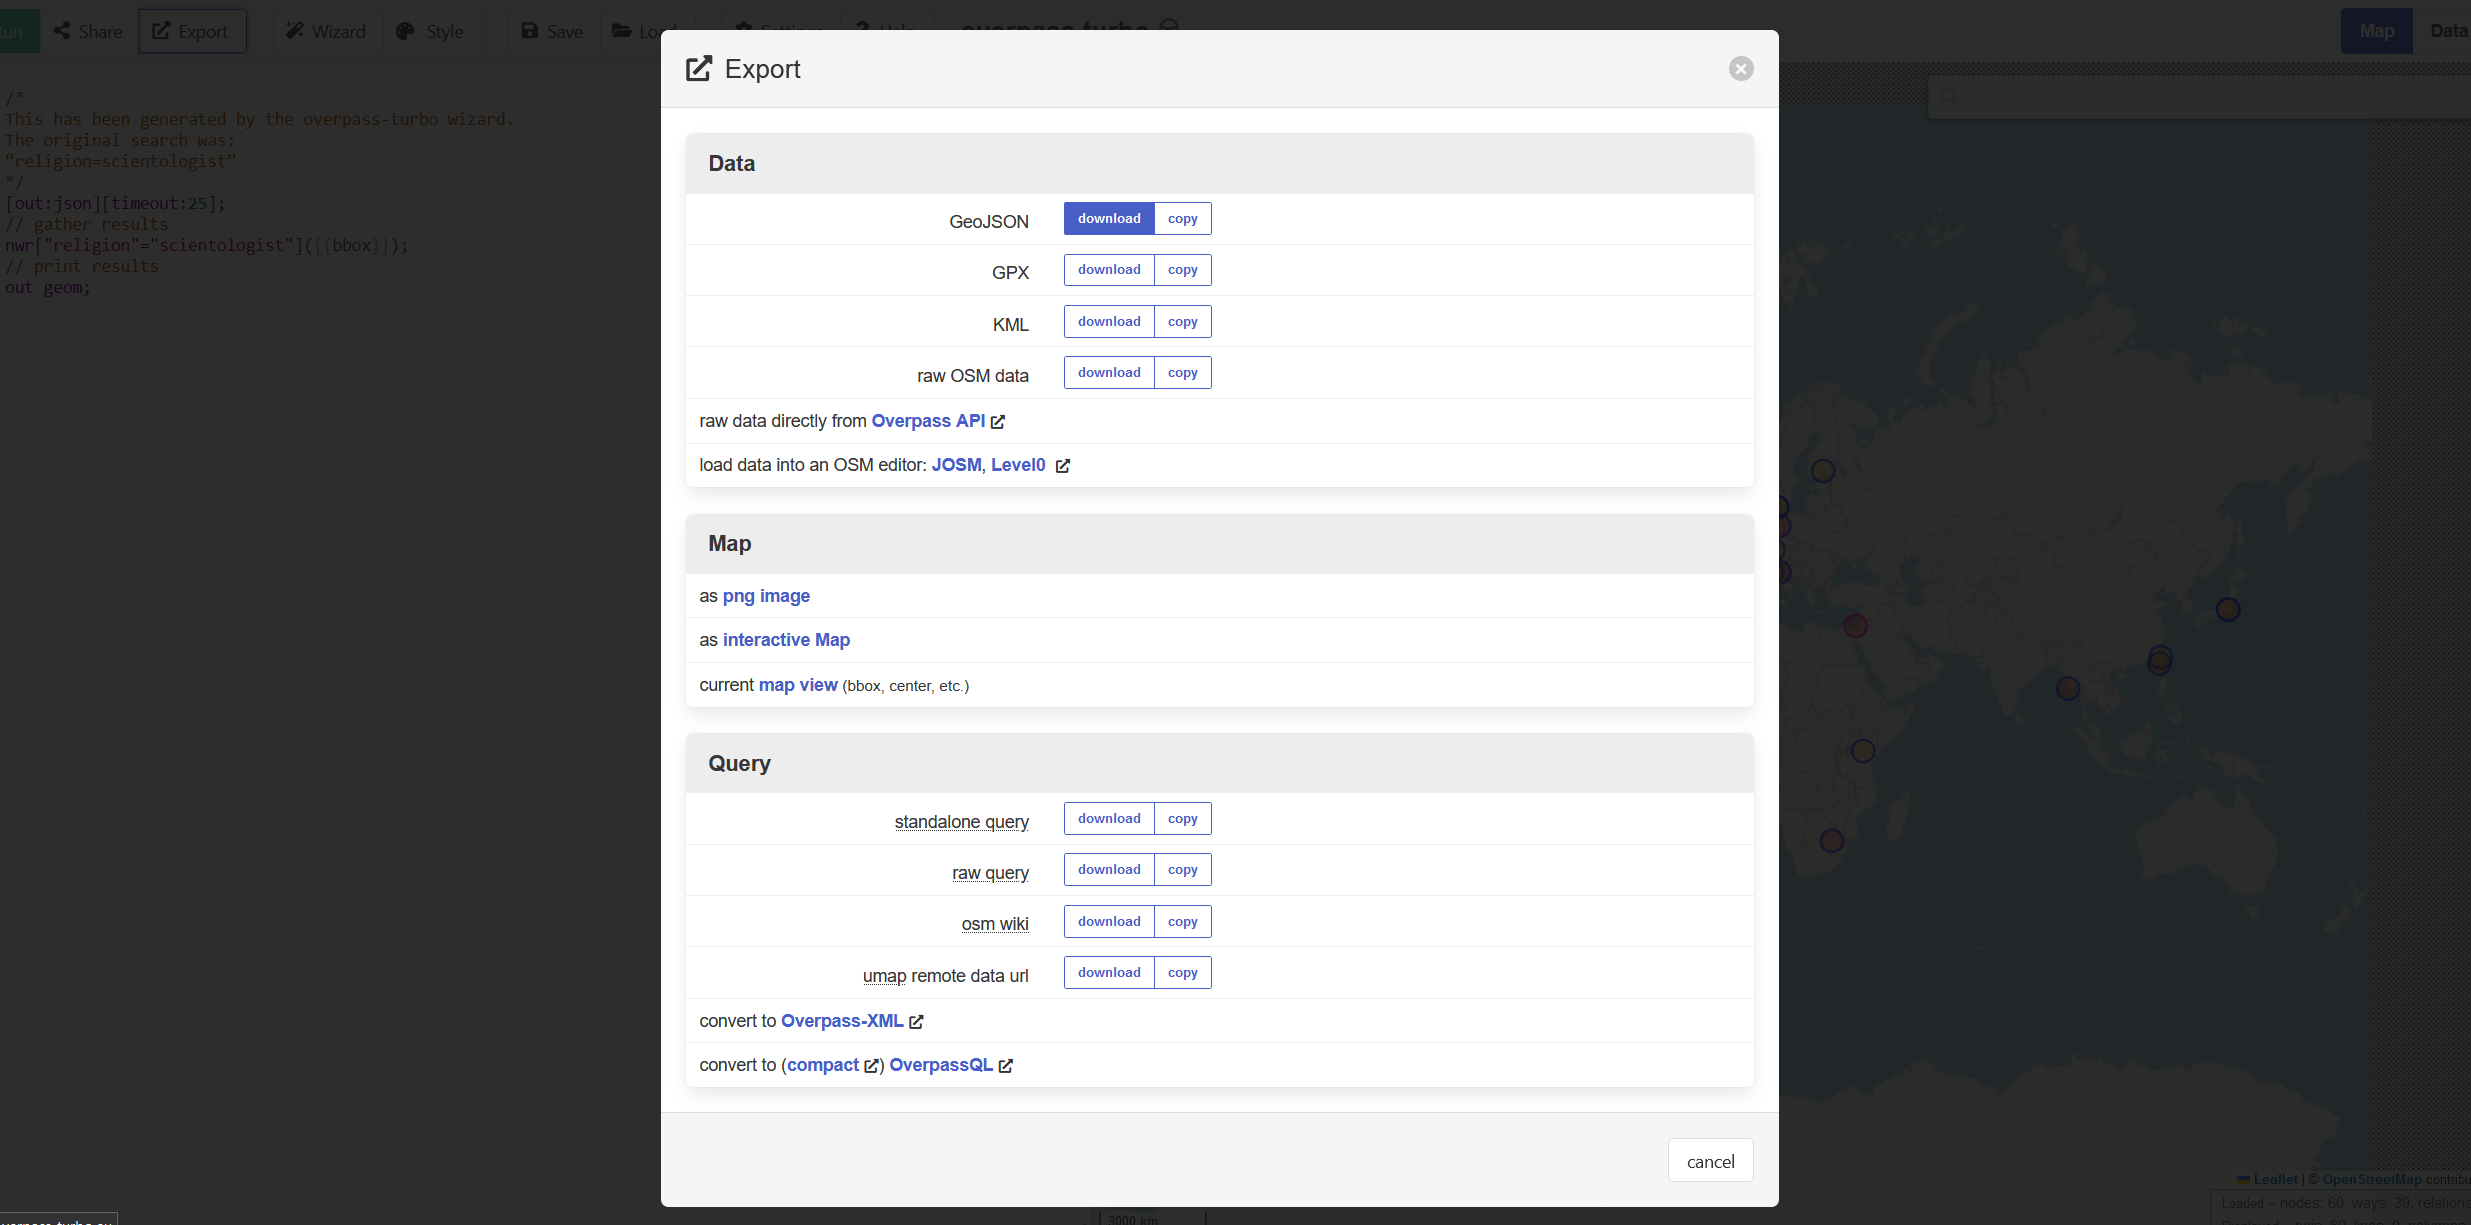 Share
Export
Wizard
Style
Save
Settings
Help
overpass turbo
Map
Data
/*
This has been generated by the overpass-turbo wizard.
The original search was:
“religion=scientologist”
*/
[out:json][timeout:25];
// gather results
nwr["religion"="scientologist"]({{bbox}});
// print results
out geom;
Export
Data
GeoJSON download copy
GPX download copy
KML download copy
raw OSM data download copy
raw data directly from Overpass API
load data into an OSM editor: JOSM, Level0
Map
as png image
as interactive Map
current map view (bbox, center, etc.)
Query
standalone query download copy
raw query download copy
osm wiki download copy
umap remote data url download copy
convert to Overpass-XML
convert to (compact) OverpassQL
cancel
Leaflet | © OpenStreetMap contribu
Loaded – nodes: 60, ways: 39, relations
3000 km